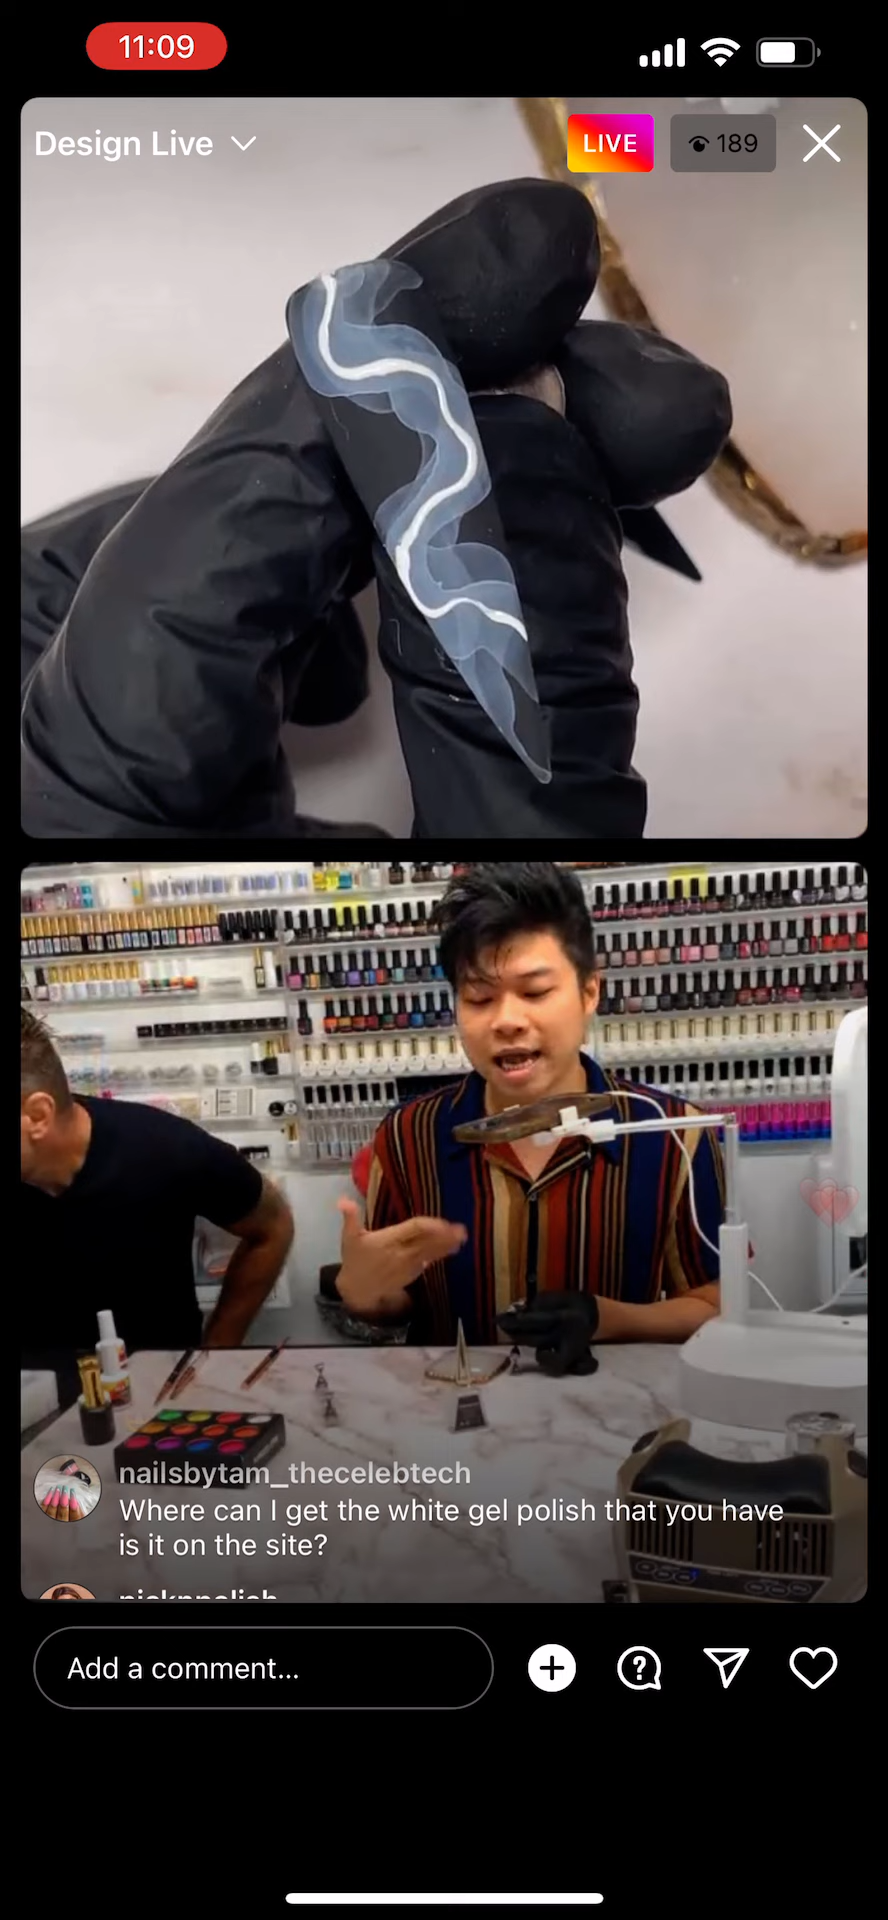 11:09
Design Live
LIVE
189
nailsbytam_thecelebtech
Where can I get the white gel polish that you have
is it on the site?
Add a comment...